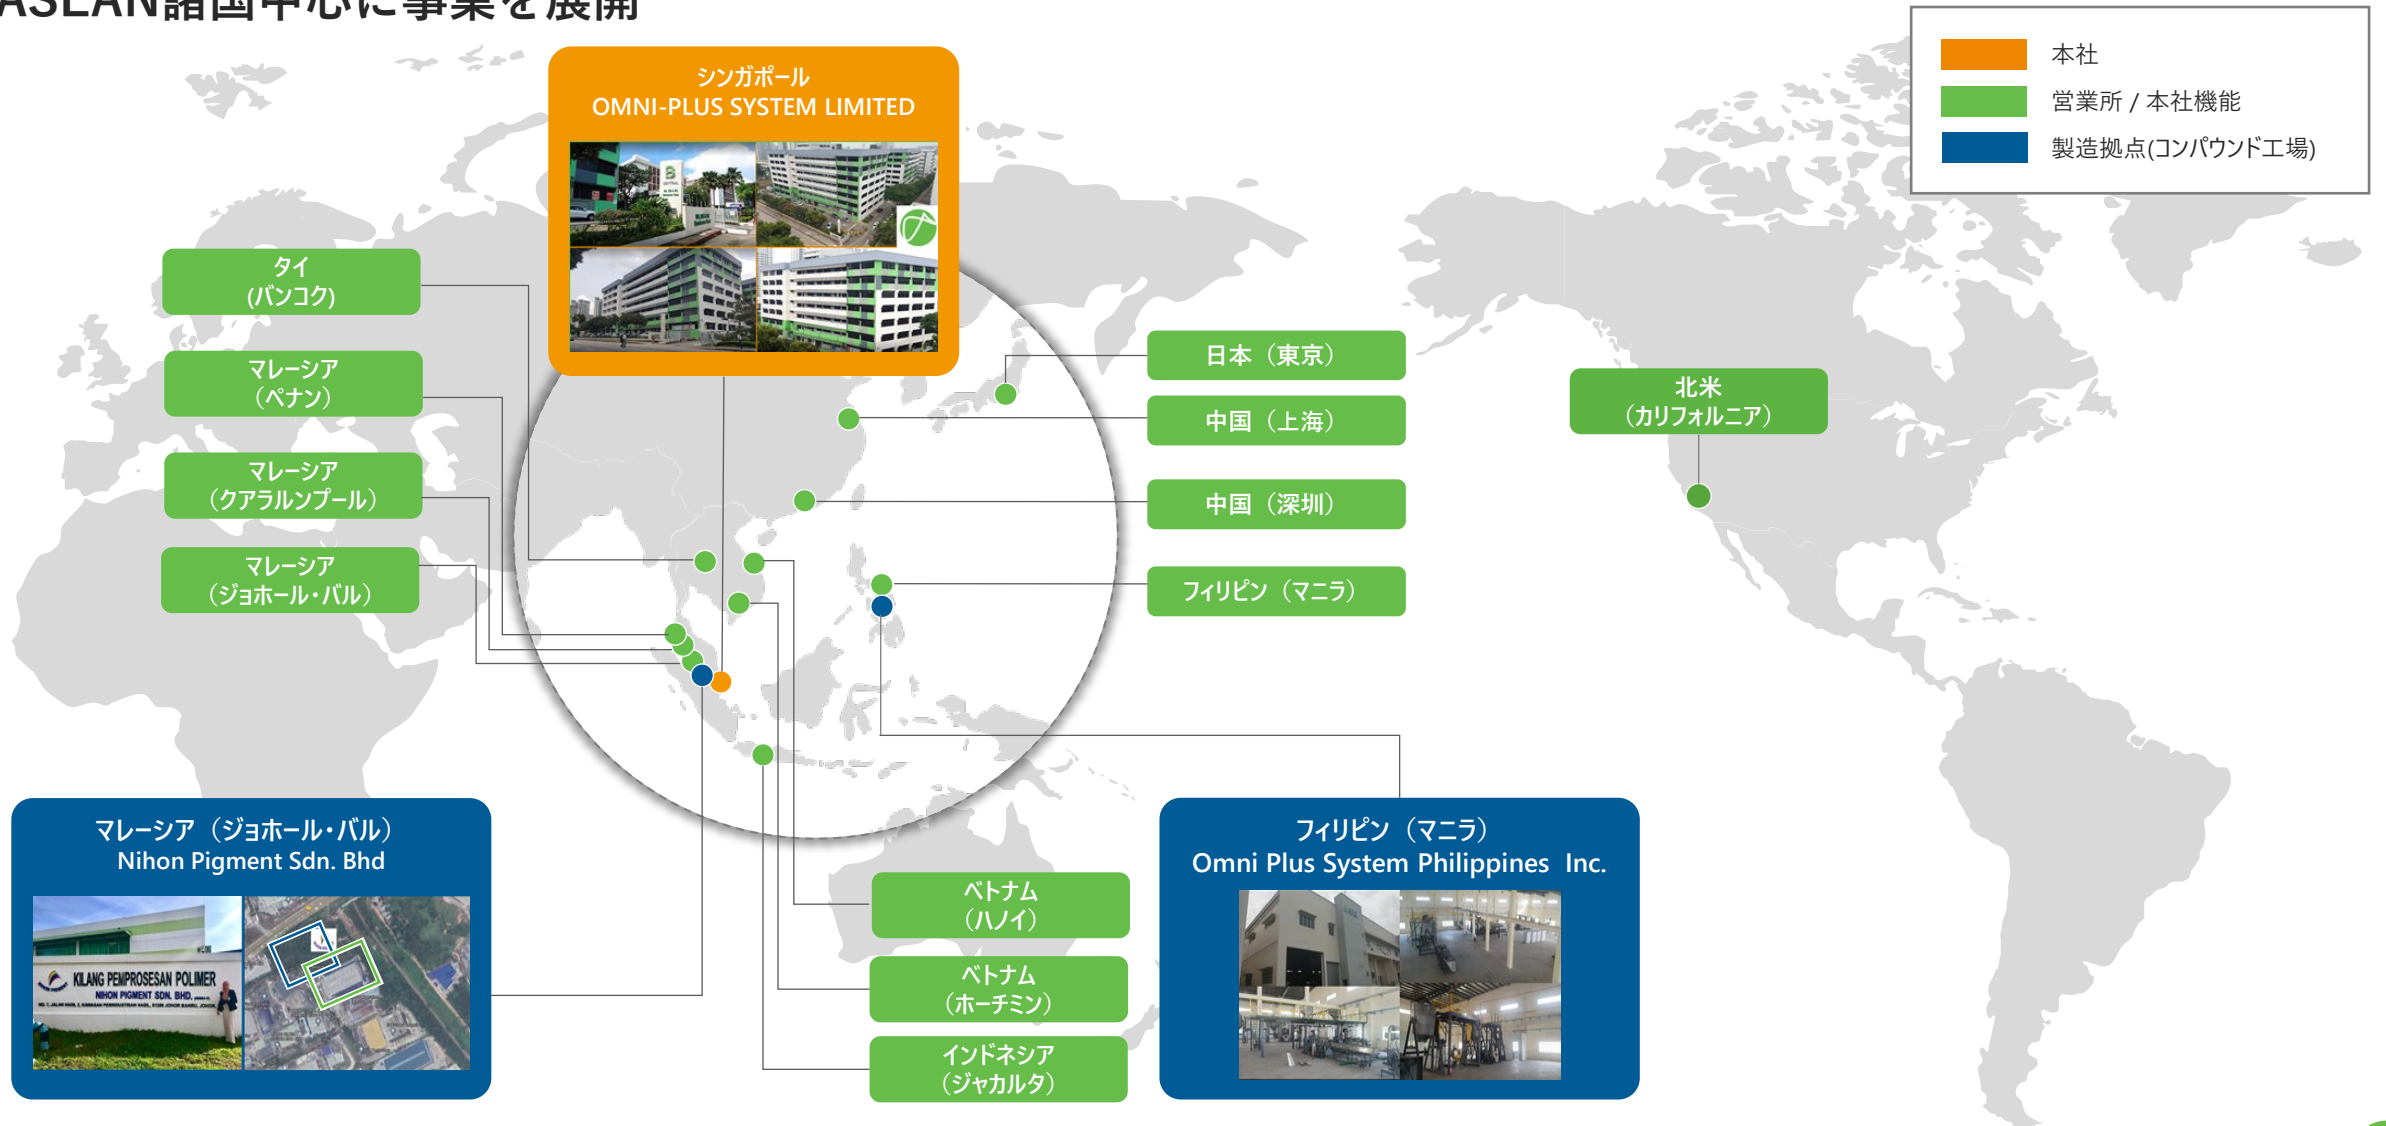 ASEAN諸国中心に事業を展開
本社
営業所 / 本社機能
製造拠点(コンパウンド工場)
シンガポール
OMNI-PLUS SYSTEM LIMITED
タイ
(バンコク)
マレーシア
（ペナン）
マレーシア
（クアラルンプール）
マレーシア
（ジョホール・バル）
日本（東京）
中国（上海）
中国（深圳）
フィリピン（マニラ）
北米
（カリフォルニア）
マレーシア（ジョホール・バル）
Nihon Pigment Sdn. Bhd
KILANG PEMPROSESAN POLIMER
NIHON PIGMENT SDN. BHD.
ベトナム
（ハノイ）
ベトナム
（ホーチミン）
インドネシア
（ジャカルタ）
フィリピン（マニラ）
Omni Plus System Philippines Inc.